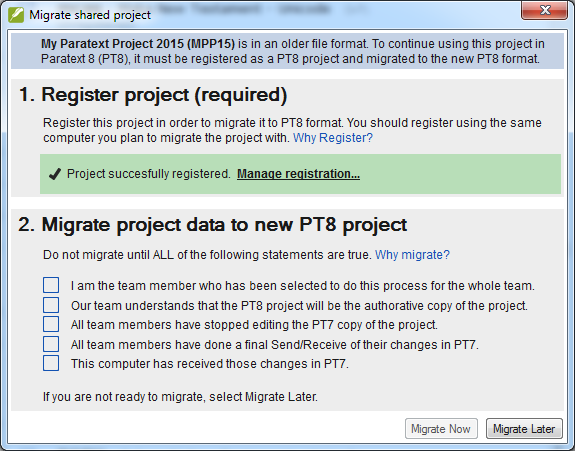 Migrate shared project
My Paratext Project 2015 (MPP15) is in an older file format. To continue using this project in
Paratext 8 (PT8), it must be registered as a PT8 project and migrated to the new PT8 format.
1. Register project (required)
Register this project in order to migrate it to PT8 format. You should register using the same
computer you plan to migrate the project with. Why Register?
✔ Project succesfully registered. Manage registration...
2. Migrate project data to new PT8 project
Do not migrate until ALL of the following statements are true. Why migrate?
I am the team member who has been selected to do this process for the whole team.
Our team understands that the PT8 project will be the authorative copy of the project.
All team members have stopped editing the PT7 copy of the project.
All team members have done a final Send/Receive of their changes in PT7.
This computer has received those changes in PT7.
If you are not ready to migrate, select Migrate Later.
Migrate Now Migrate Later